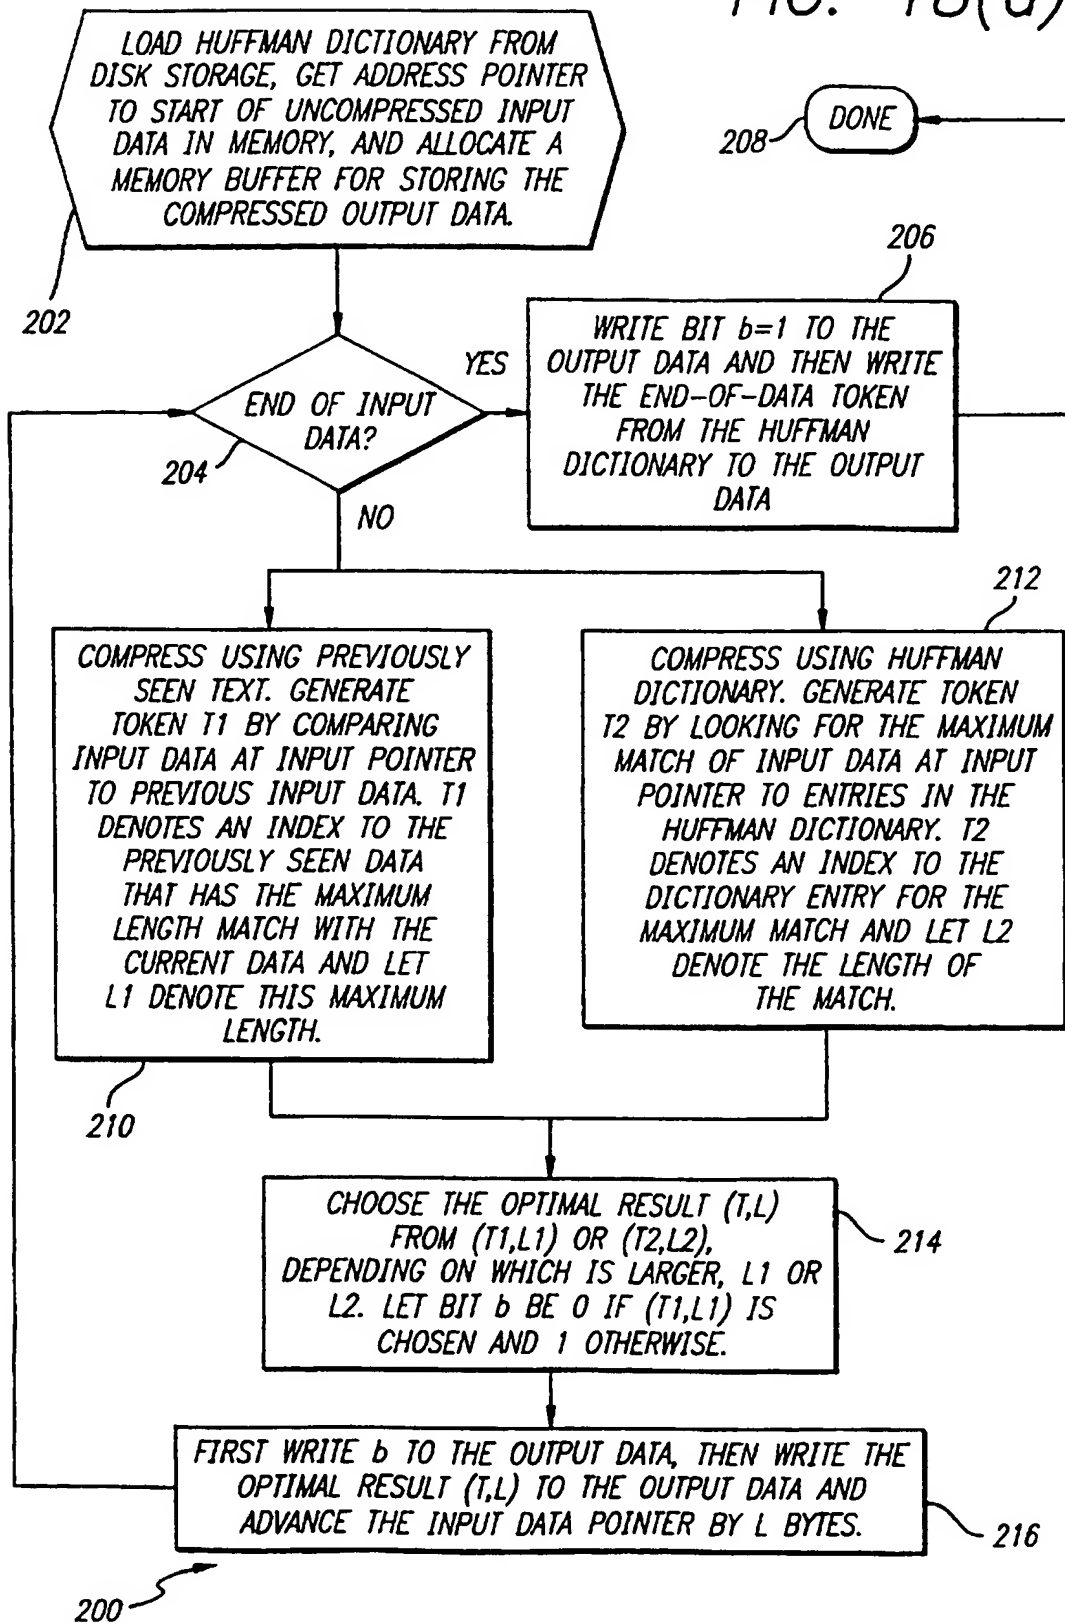 FIG. 18(a)
LOAD HUFFMAN DICTIONARY FROM
DISK STORAGE, GET ADDRESS POINTER
TO START OF UNCOMPRESSED INPUT
DATA IN MEMORY, AND ALLOCATE A
MEMORY BUFFER FOR STORING THE
COMPRESSED OUTPUT DATA.
202
DONE
208
END OF INPUT
DATA?
204
YES
NO
206
WRITE BIT b=1 TO THE
OUTPUT DATA AND THEN WRITE
THE END-OF-DATA TOKEN
FROM THE HUFFMAN
DICTIONARY TO THE OUTPUT
DATA
COMPRESS USING PREVIOUSLY
SEEN TEXT. GENERATE
TOKEN T1 BY COMPARING
INPUT DATA AT INPUT POINTER
TO PREVIOUS INPUT DATA. T1
DENOTES AN INDEX TO THE
PREVIOUSLY SEEN DATA
THAT HAS THE MAXIMUM
LENGTH MATCH WITH THE
CURRENT DATA AND LET
L1 DENOTE THIS MAXIMUM
LENGTH.
210
212
COMPRESS USING HUFFMAN
DICTIONARY. GENERATE TOKEN
T2 BY LOOKING FOR THE MAXIMUM
MATCH OF INPUT DATA AT INPUT
POINTER TO ENTRIES IN THE
HUFFMAN DICTIONARY. T2
DENOTES AN INDEX TO THE
DICTIONARY ENTRY FOR THE
MAXIMUM MATCH AND LET L2
DENOTE THE LENGTH OF
THE MATCH.
CHOOSE THE OPTIMAL RESULT (T,L)
FROM (T1,L1) OR (T2,L2),
DEPENDING ON WHICH IS LARGER, L1 OR
L2. LET BIT b BE 0 IF (T1,L1) IS
CHOSEN AND 1 OTHERWISE.
214
FIRST WRITE b TO THE OUTPUT DATA, THEN WRITE THE
OPTIMAL RESULT (T,L) TO THE OUTPUT DATA AND
ADVANCE THE INPUT DATA POINTER BY L BYTES.
216
200